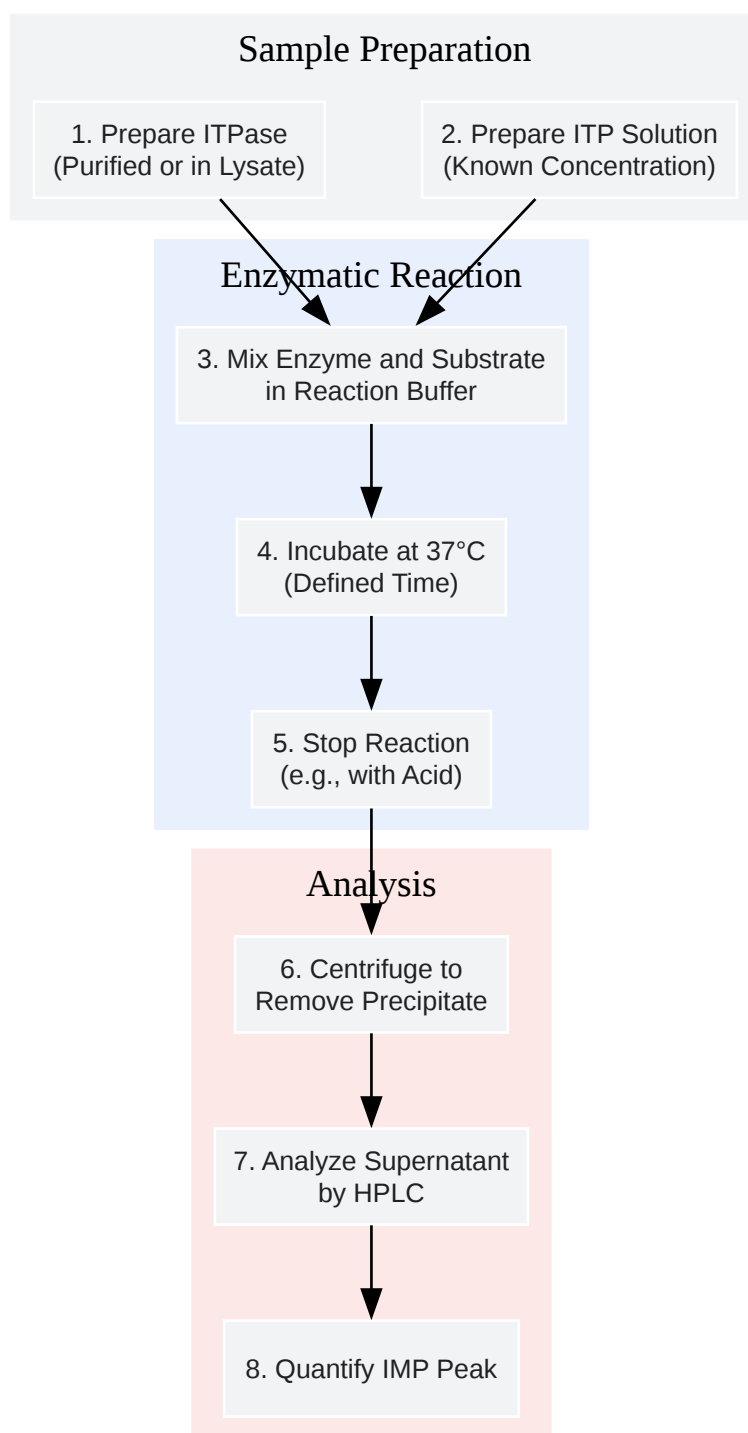 Sample Preparation
1. Prepare ITPase
(Purified or in Lysate)
2. Prepare ITP Solution
(Known Concentration)
Enzymatic Reaction
3. Mix Enzyme and Substrate
in Reaction Buffer
4. Incubate at 37°C
(Defined Time)
5. Stop Reaction
(e.g., with Acid)
Analysis
6. Centrifuge to
Remove Precipitate
7. Analyze Supernatant
by HPLC
8. Quantify IMP Peak